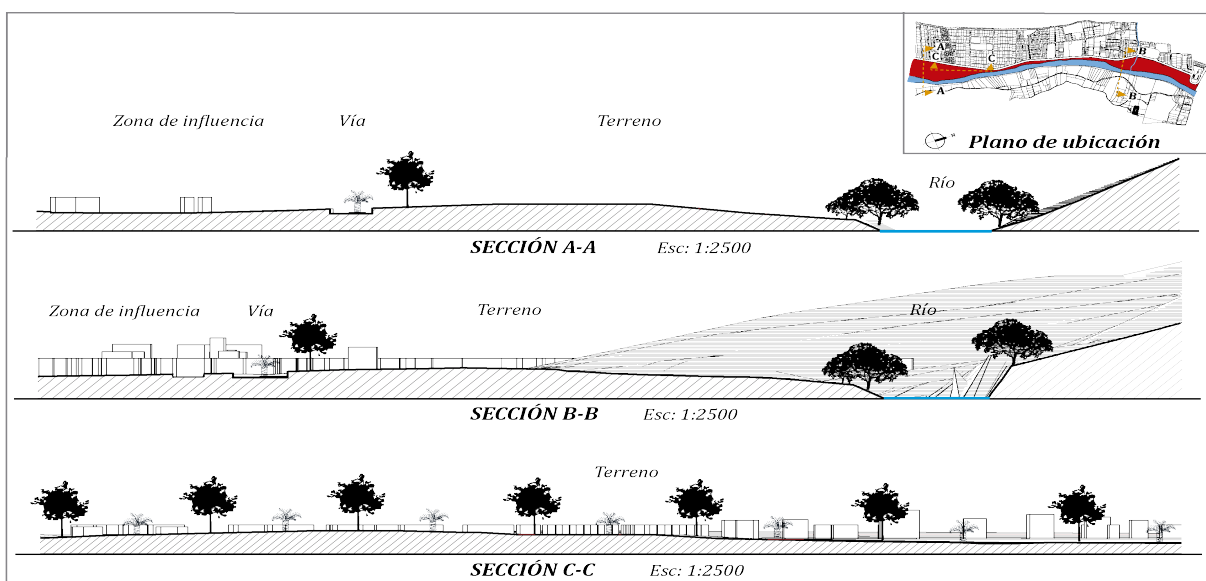 A
C
C
B
A
B
Plano de ubicación
Zona de influencia Vía Terreno
Río
SECCIÓN A-A Esc: 1:2500
Zona de influencia Vía Terreno Río
SECCIÓN B-B Esc: 1:2500
Terreno
SECCIÓN C-C Esc: 1:2500